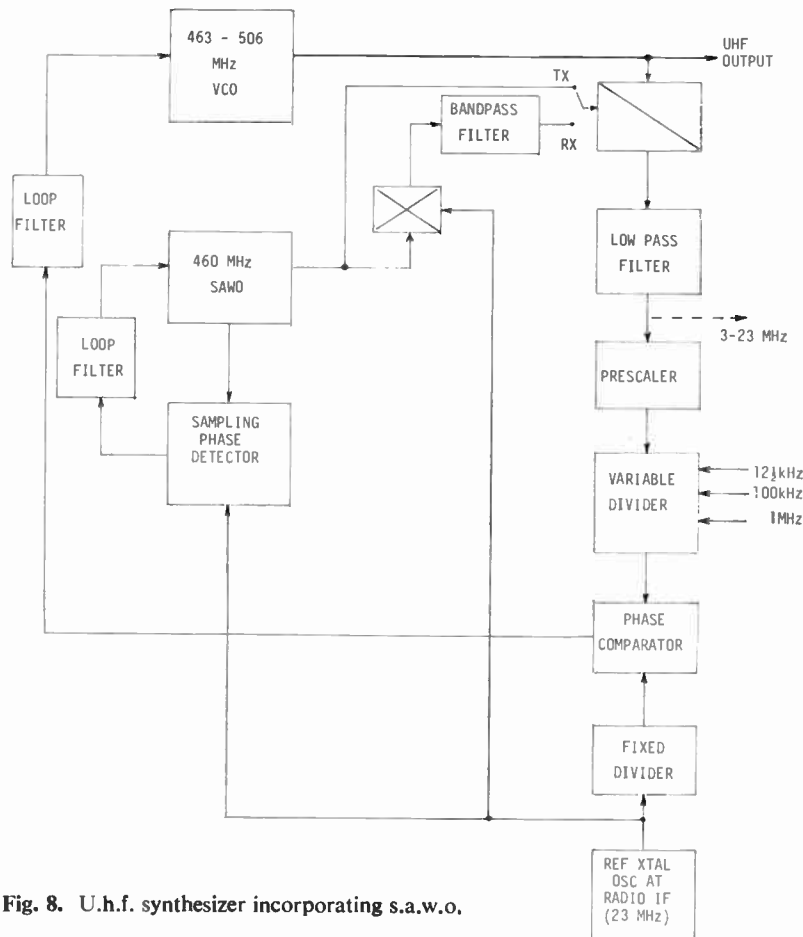 463 - 506
MHz
VCO
UHF
OUTPUT
TX
BANDPASS
FILTER
RX
LOOP
FILTER
460 MHz
SAWO
LOW PASS
FILTER
LOOP
FILTER
3-23 MHz
PRESCALER
SAMPLING
PHASE
DETECTOR
VARIABLE
DIVIDER
12½kHz
100kHz
1MHz
PHASE
COMPARATOR
FIXED
DIVIDER
REF XTAL
OSC AT
RADIO IF
(23 MHz)
Fig. 8. U.h.f. synthesizer incorporating s.a.w.o.